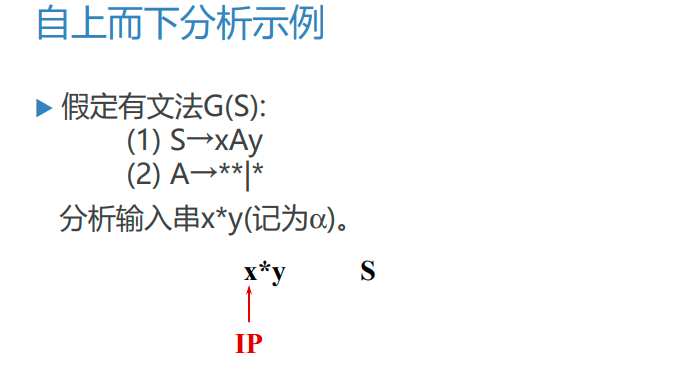 自上而下分析示例
假定有文法G(S):
(1) S→xAy
(2) A→**|*
分析输入串x*y(记为α)。
x*y S
IP